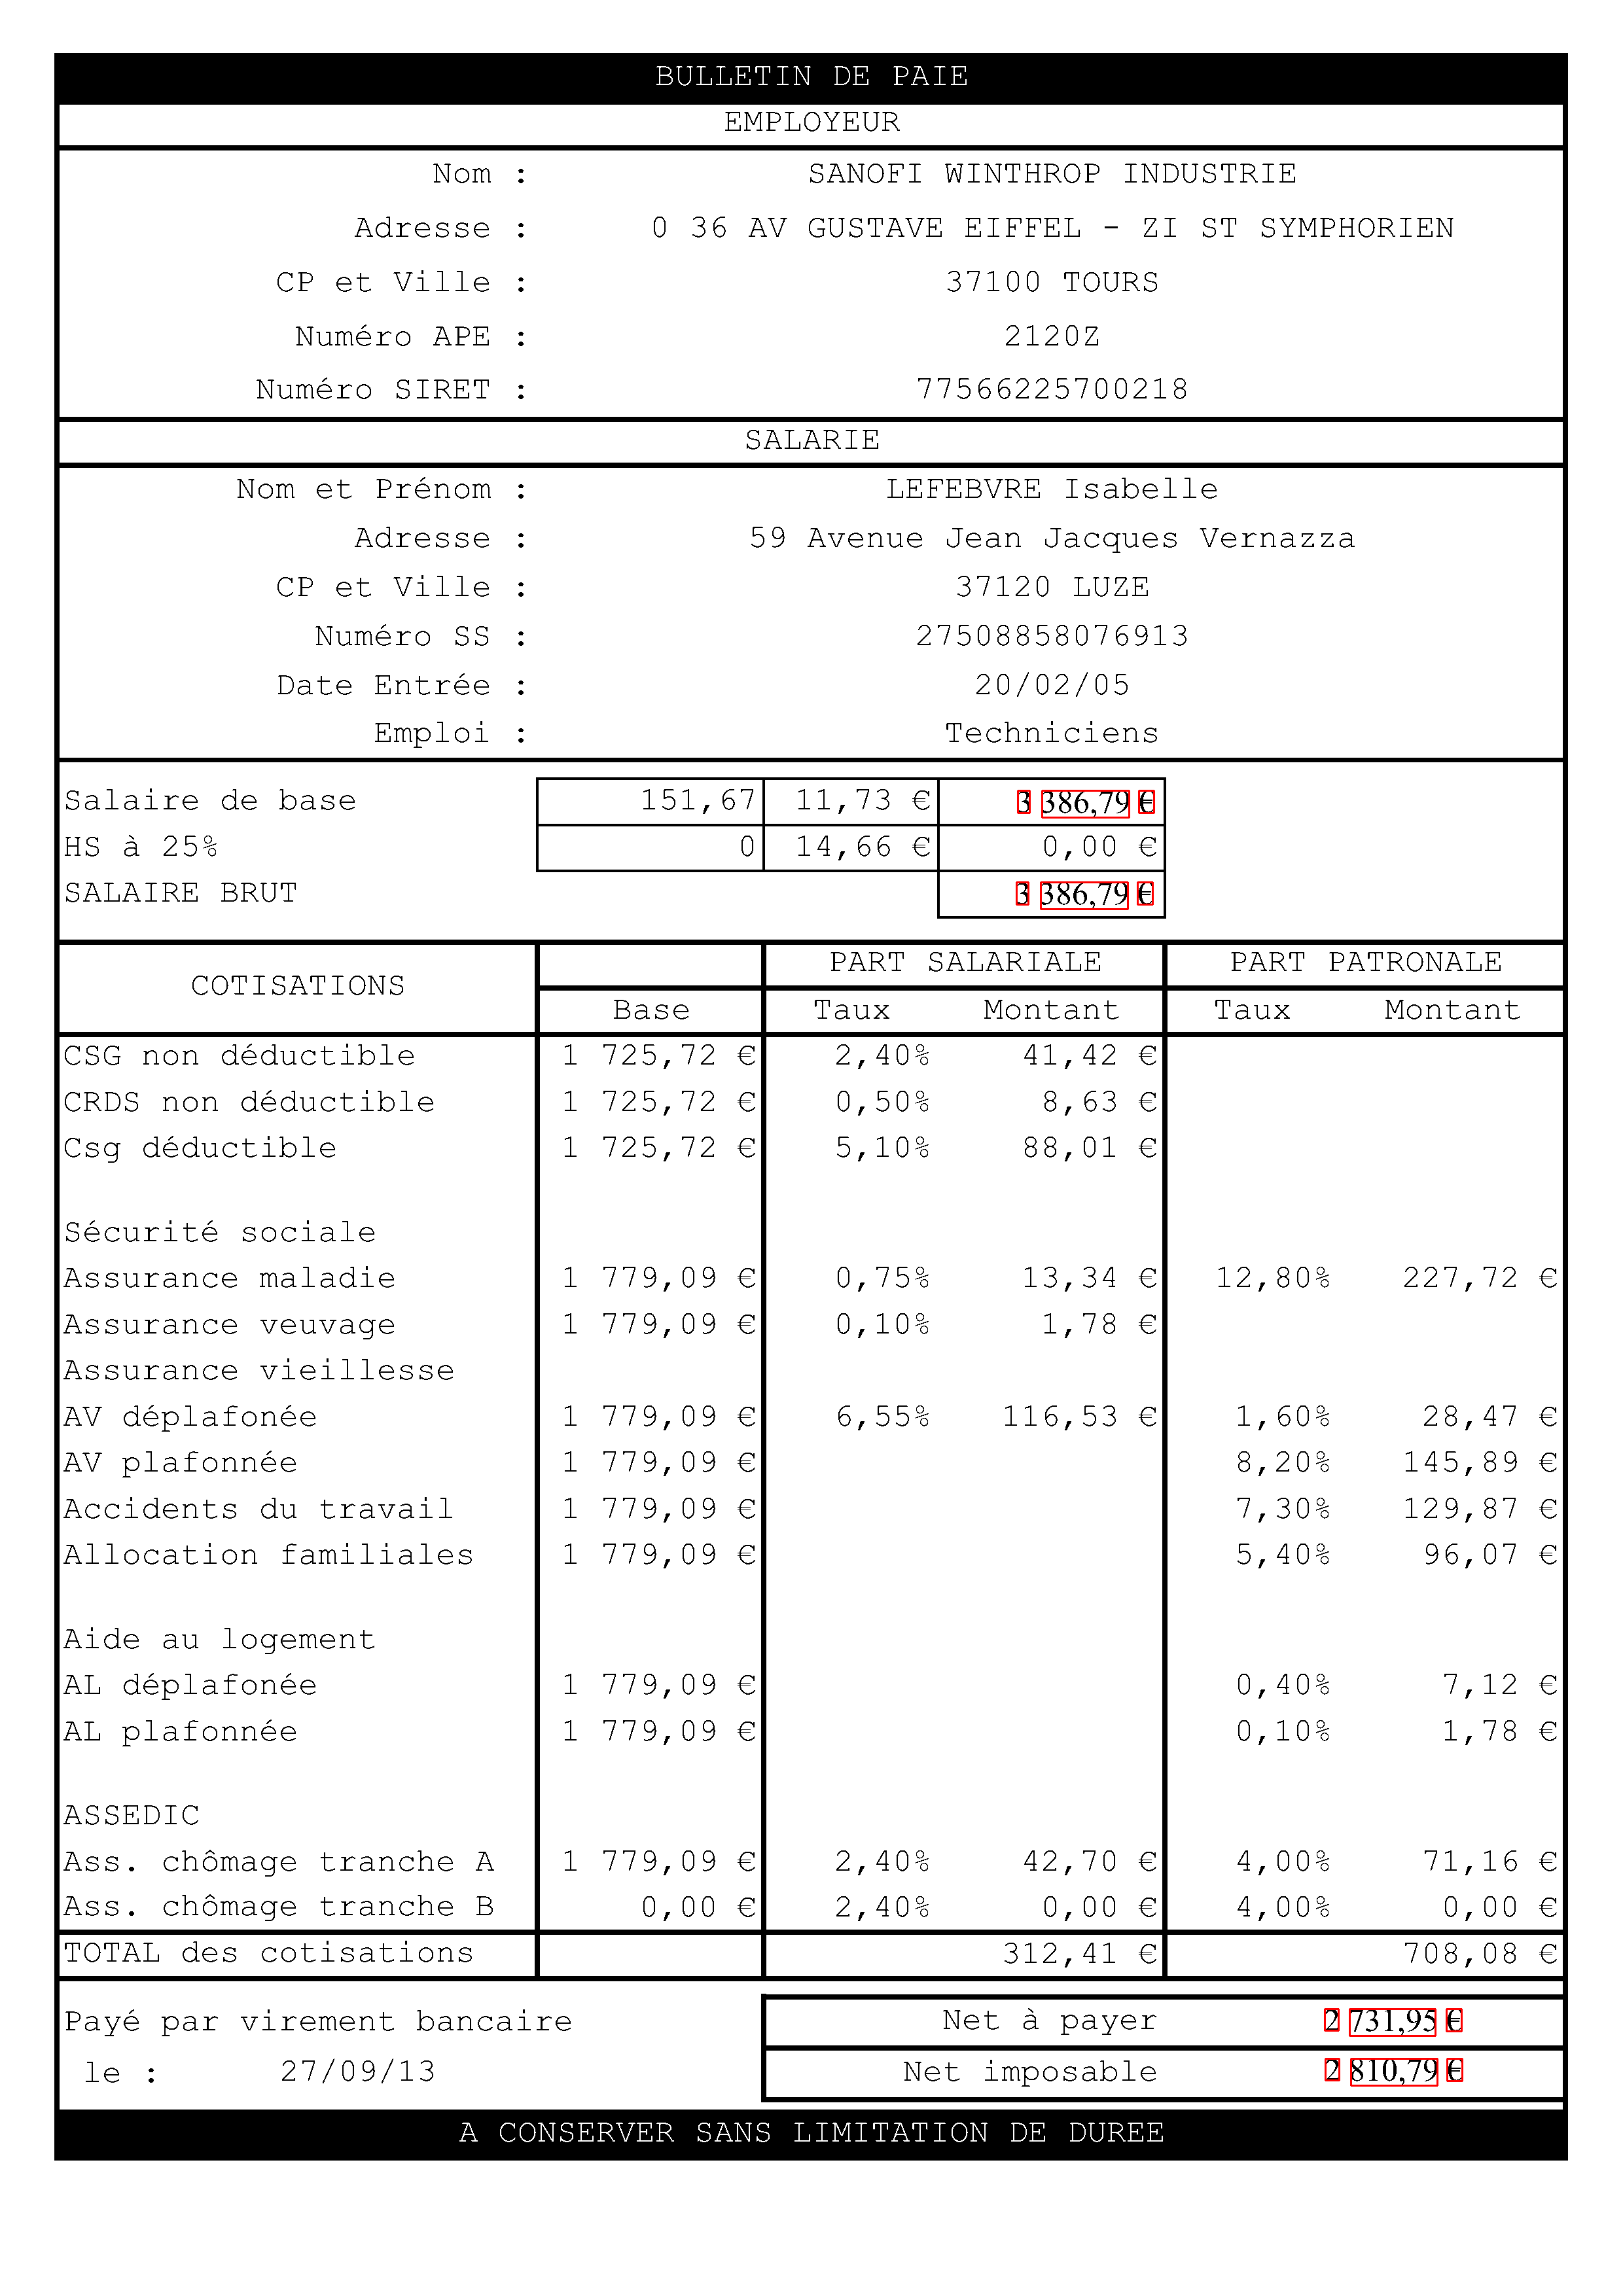 BULLETIN DE PAIE
EMPLOYEUR
Nom : SANOFI WINTHROP INDUSTRIE
Adresse : 0 36 AV GUSTAVE EIFFEL - ZI ST SYMPHORIEN
CP et Ville : 37100 TOURS
Numéro APE : 2120Z
Numéro SIRET : 77566225700218
SALARIE
Nom et Prénom : LEFEBVRE Isabelle
Adresse : 59 Avenue Jean Jacques Vernazza
CP et Ville : 37120 LUZE
Numéro SS : 27508858076913
Date Entrée : 20/02/05
Emploi : Techniciens
Salaire de base 151,67 11,73 € 3 386,79 €
HS à 25% 0 14,66 € 0,00 €
SALAIRE BRUT 3 386,79 €
COTISATIONS PART SALARIALE PART PATRONALE
Base Taux Montant Taux Montant
CSG non déductible 1 725,72 € 2,40% 41,42 €
CRDS non déductible 1 725,72 € 0,50% 8,63 €
Csg déductible 1 725,72 € 5,10% 88,01 €
Sécurité sociale
Assurance maladie 1 779,09 € 0,75% 13,34 € 12,80% 227,72 €
Assurance veuvage 1 779,09 € 0,10% 1,78 €
Assurance vieillesse
AV déplafonée 1 779,09 € 6,55% 116,53 € 1,60% 28,47 €
AV plafonnée 1 779,09 € 8,20% 145,89 €
Accidents du travail 1 779,09 € 7,30% 129,87 €
Allocation familiales 1 779,09 € 5,40% 96,07 €
Aide au logement
AL déplafonée 1 779,09 € 0,40% 7,12 €
AL plafonnée 1 779,09 € 0,10% 1,78 €
ASSEDIC
Ass. chômage tranche A 1 779,09 € 2,40% 42,70 € 4,00% 71,16 €
Ass. chômage tranche B 0,00 € 2,40% 0,00 € 4,00% 0,00 €
TOTAL des cotisations 312,41 € 708,08 €
Payé par virement bancaire Net à payer 2 731,95 €
le : 27/09/13 Net imposable 2 810,79 €
A CONSERVER SANS LIMITATION DE DUREE